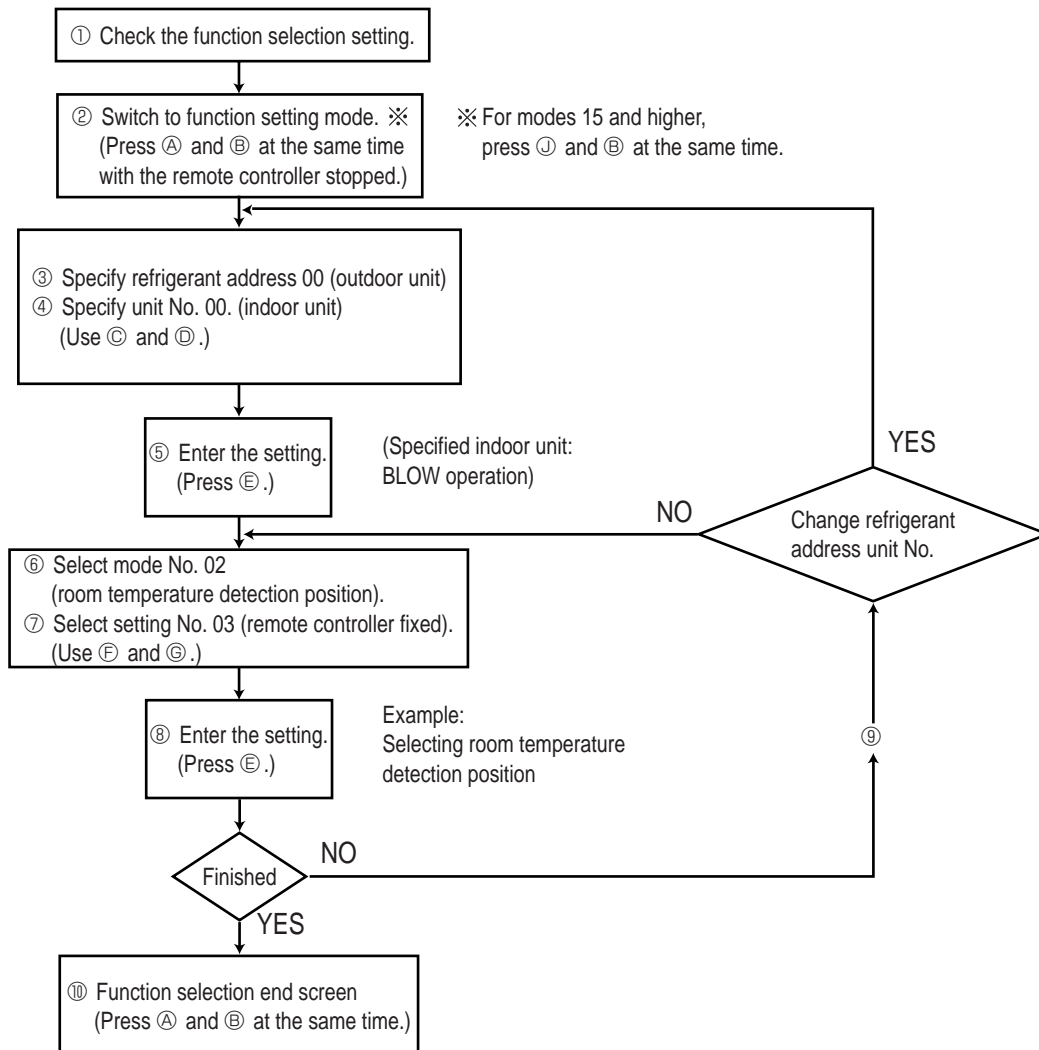 ① Check the function selection setting.
② Switch to function setting mode. ※
(Press Ⓐ and Ⓑ at the same time
with the remote controller stopped.)
※ For modes 15 and higher,
press Ⓙ and Ⓑ at the same time.
③ Specify refrigerant address 00 (outdoor unit)
④ Specify unit No. 00. (indoor unit)
(Use Ⓒ and Ⓓ.)
⑤ Enter the setting.
(Press Ⓔ.)
(Specified indoor unit:
BLOW operation)
YES
NO
Change refrigerant
address unit No.
⑥ Select mode No. 02
(room temperature detection position).
⑦ Select setting No. 03 (remote controller fixed).
(Use Ⓕ and Ⓖ.)
⑧ Enter the setting.
(Press Ⓔ.)
Example:
Selecting room temperature
detection position
⑨
Finished
NO
YES
⑩ Function selection end screen
(Press Ⓐ and Ⓑ at the same time.)